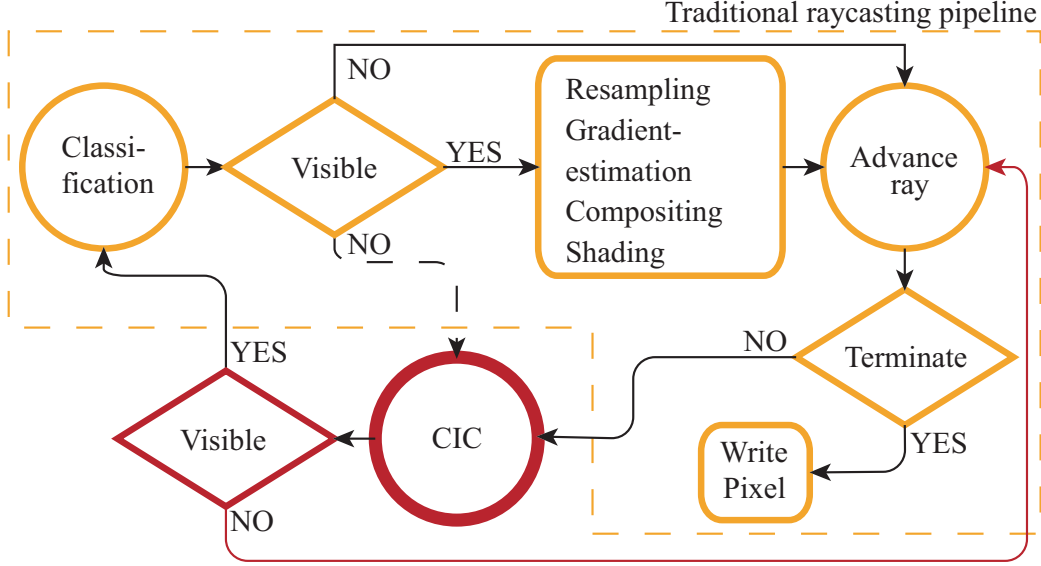 Traditional raycasting pipeline
NO
Classi-
fication
Visible
YES
Resampling
Gradient-
estimation
Compositing
Shading
Advance
ray
NO
YES
Visible
NO
CIC
NO
Terminate
YES
Write
Pixel